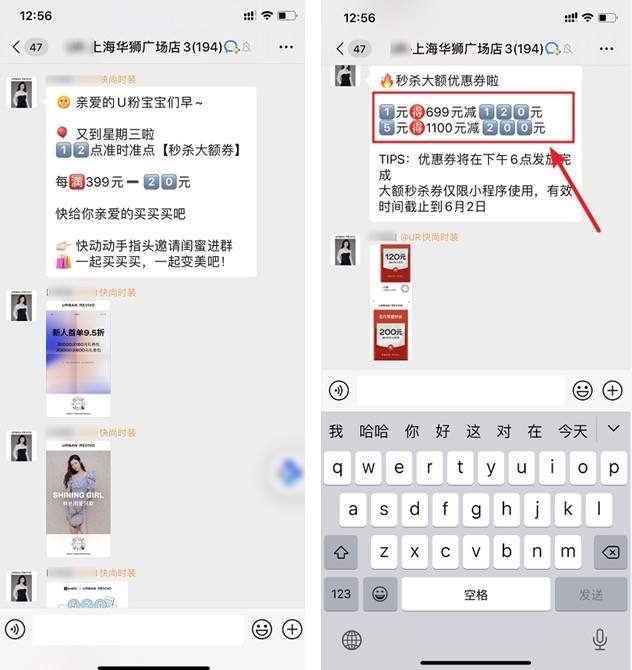 12:56
47
上海华狮广场店3(194)
快尚时装
亲爱的U粉宝宝们早~
又到星期三啦
12点准时准点【秒杀大额券】
每满399元—20元
快给你亲爱的买买买吧
快动动手指头邀请闺蜜进群
一起买买买，一起变美吧！
快尚时装
URBAN REVIVO
新人首单9.5折
快尚时装
URBAN REVIVO
SHINING GIRL
快尚时装
URBAN REVIVO
12:56
47
-上海华狮广场店3(194)
秒杀大额优惠券啦
1元得699元减120元
5元得1100元减200元
TIPS：优惠券将在下午6点发放完
成
大额秒杀券仅限小程序使用，有效
时间截止到6月2日
@UR快尚时装
120元
200元
我 哈哈 你 好 这 对 在 今天
q w e r t y u i o p
a s d f g h j k l
z x c v b n m
123 空格 发送